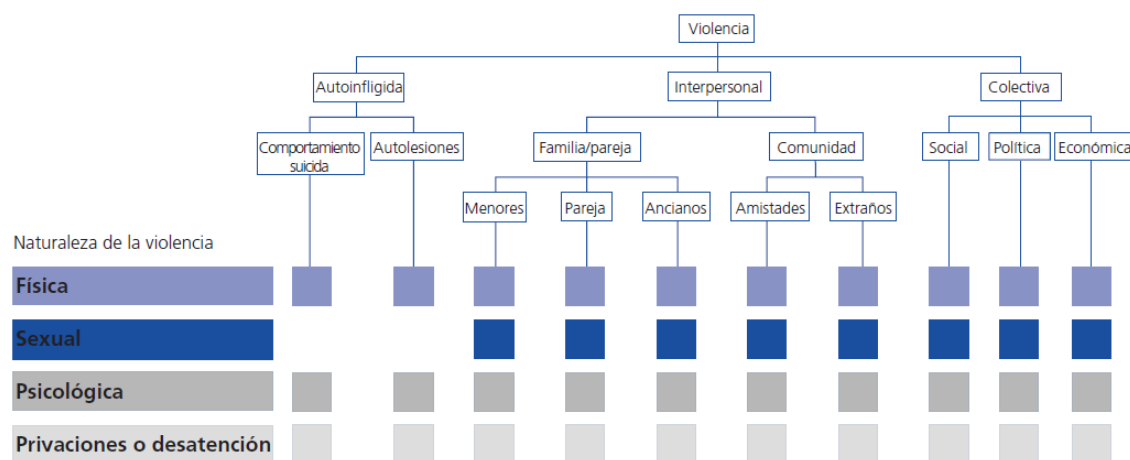 Violencia
Autoinfligida
Interpersonal
Colectiva
Comportamiento
suicida
Autolesiones
Familia/pareja
Comunidad
Social
Política
Económica
Menores
Pareja
Ancianos
Amistades
Extraños
Naturaleza de la violencia
Física
Sexual
Psicológica
Privaciones o desatención